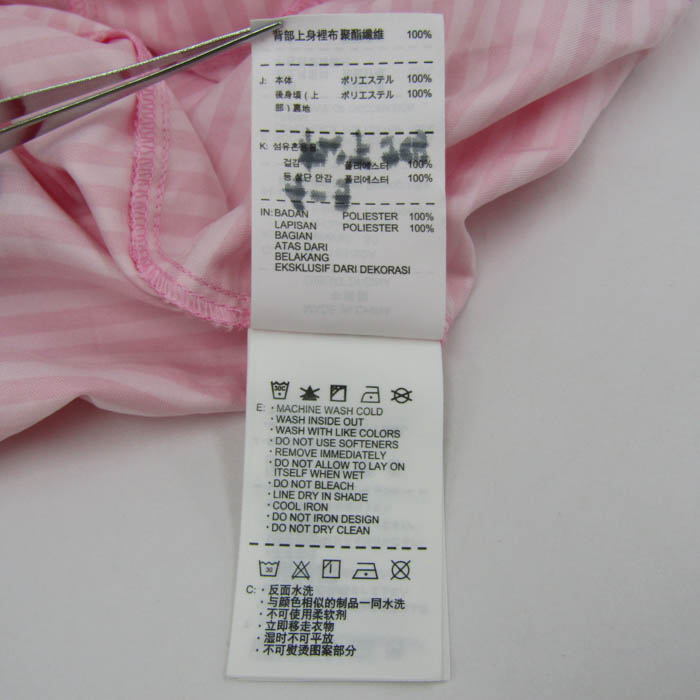 背部上身裡布 聚酯纖維 100%
J: 本体 ポリエステル 100%
後身頃(上 ポリエステル 100%
部)裏地
K: 섬유혼용율
겉감 폴리에스터 100%
등 상단 안감 폴리에스터 100%
IN: BADAN POLIESTER 100%
LAPISAN POLIESTER 100%
BAGIAN
ATAS DARI
BELAKANG
EKSKLUSIF DARI DEKORASI
30C
E: · MACHINE WASH COLD
· WASH INSIDE OUT
· WASH WITH LIKE COLORS
· DO NOT USE SOFTENERS
· REMOVE IMMEDIATELY
· DO NOT ALLOW TO LAY ON
ITSELF WHEN WET
· DO NOT BLEACH
· LINE DRY IN SHADE
· COOL IRON
· DO NOT IRON DESIGN
· DO NOT DRY CLEAN
30
C: · 反面水洗
· 与颜色相似的制品一同水洗
· 不可使用柔软剂
· 立即移走衣物
· 湿时不可平放
· 不可熨烫图案部分